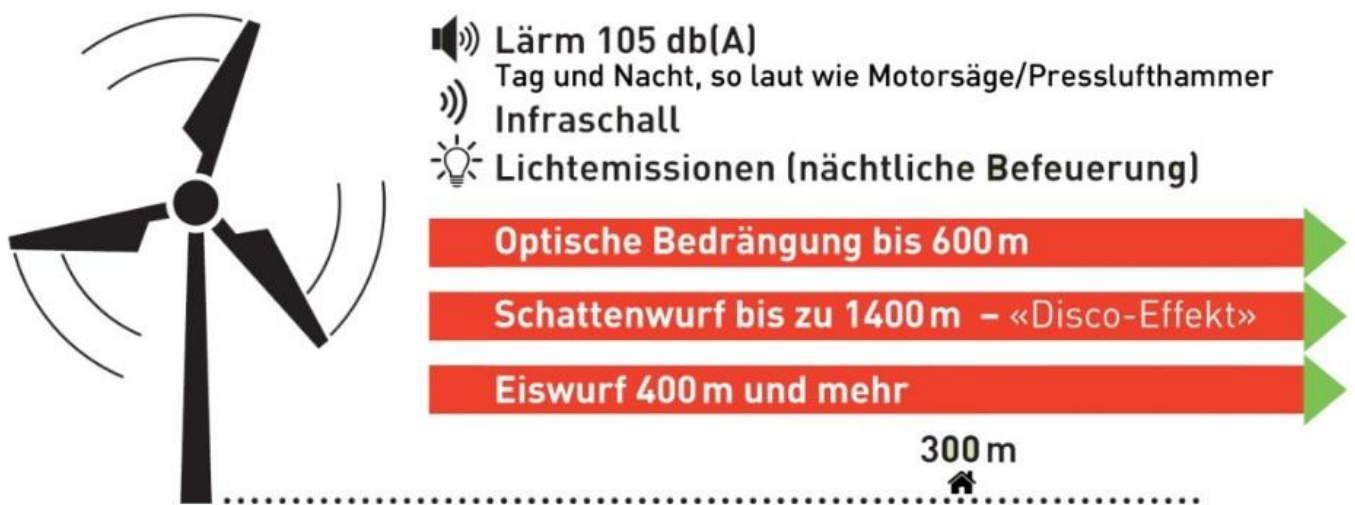 Lärm 105 db(A)
Tag und Nacht, so laut wie Motorsäge/Presslufthammer
Infraschall
Lichtemissionen (nächtliche Befeuerung)
Optische Bedrängung bis 600 m
Schattenwurf bis zu 1400 m – «Disco-Effekt»
Eiswurf 400 m und mehr
300 m